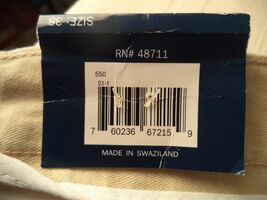 SIZE: 38
RN# 48711
550
S1-1
7 60236 67215 9
MADE IN SWAZILAND